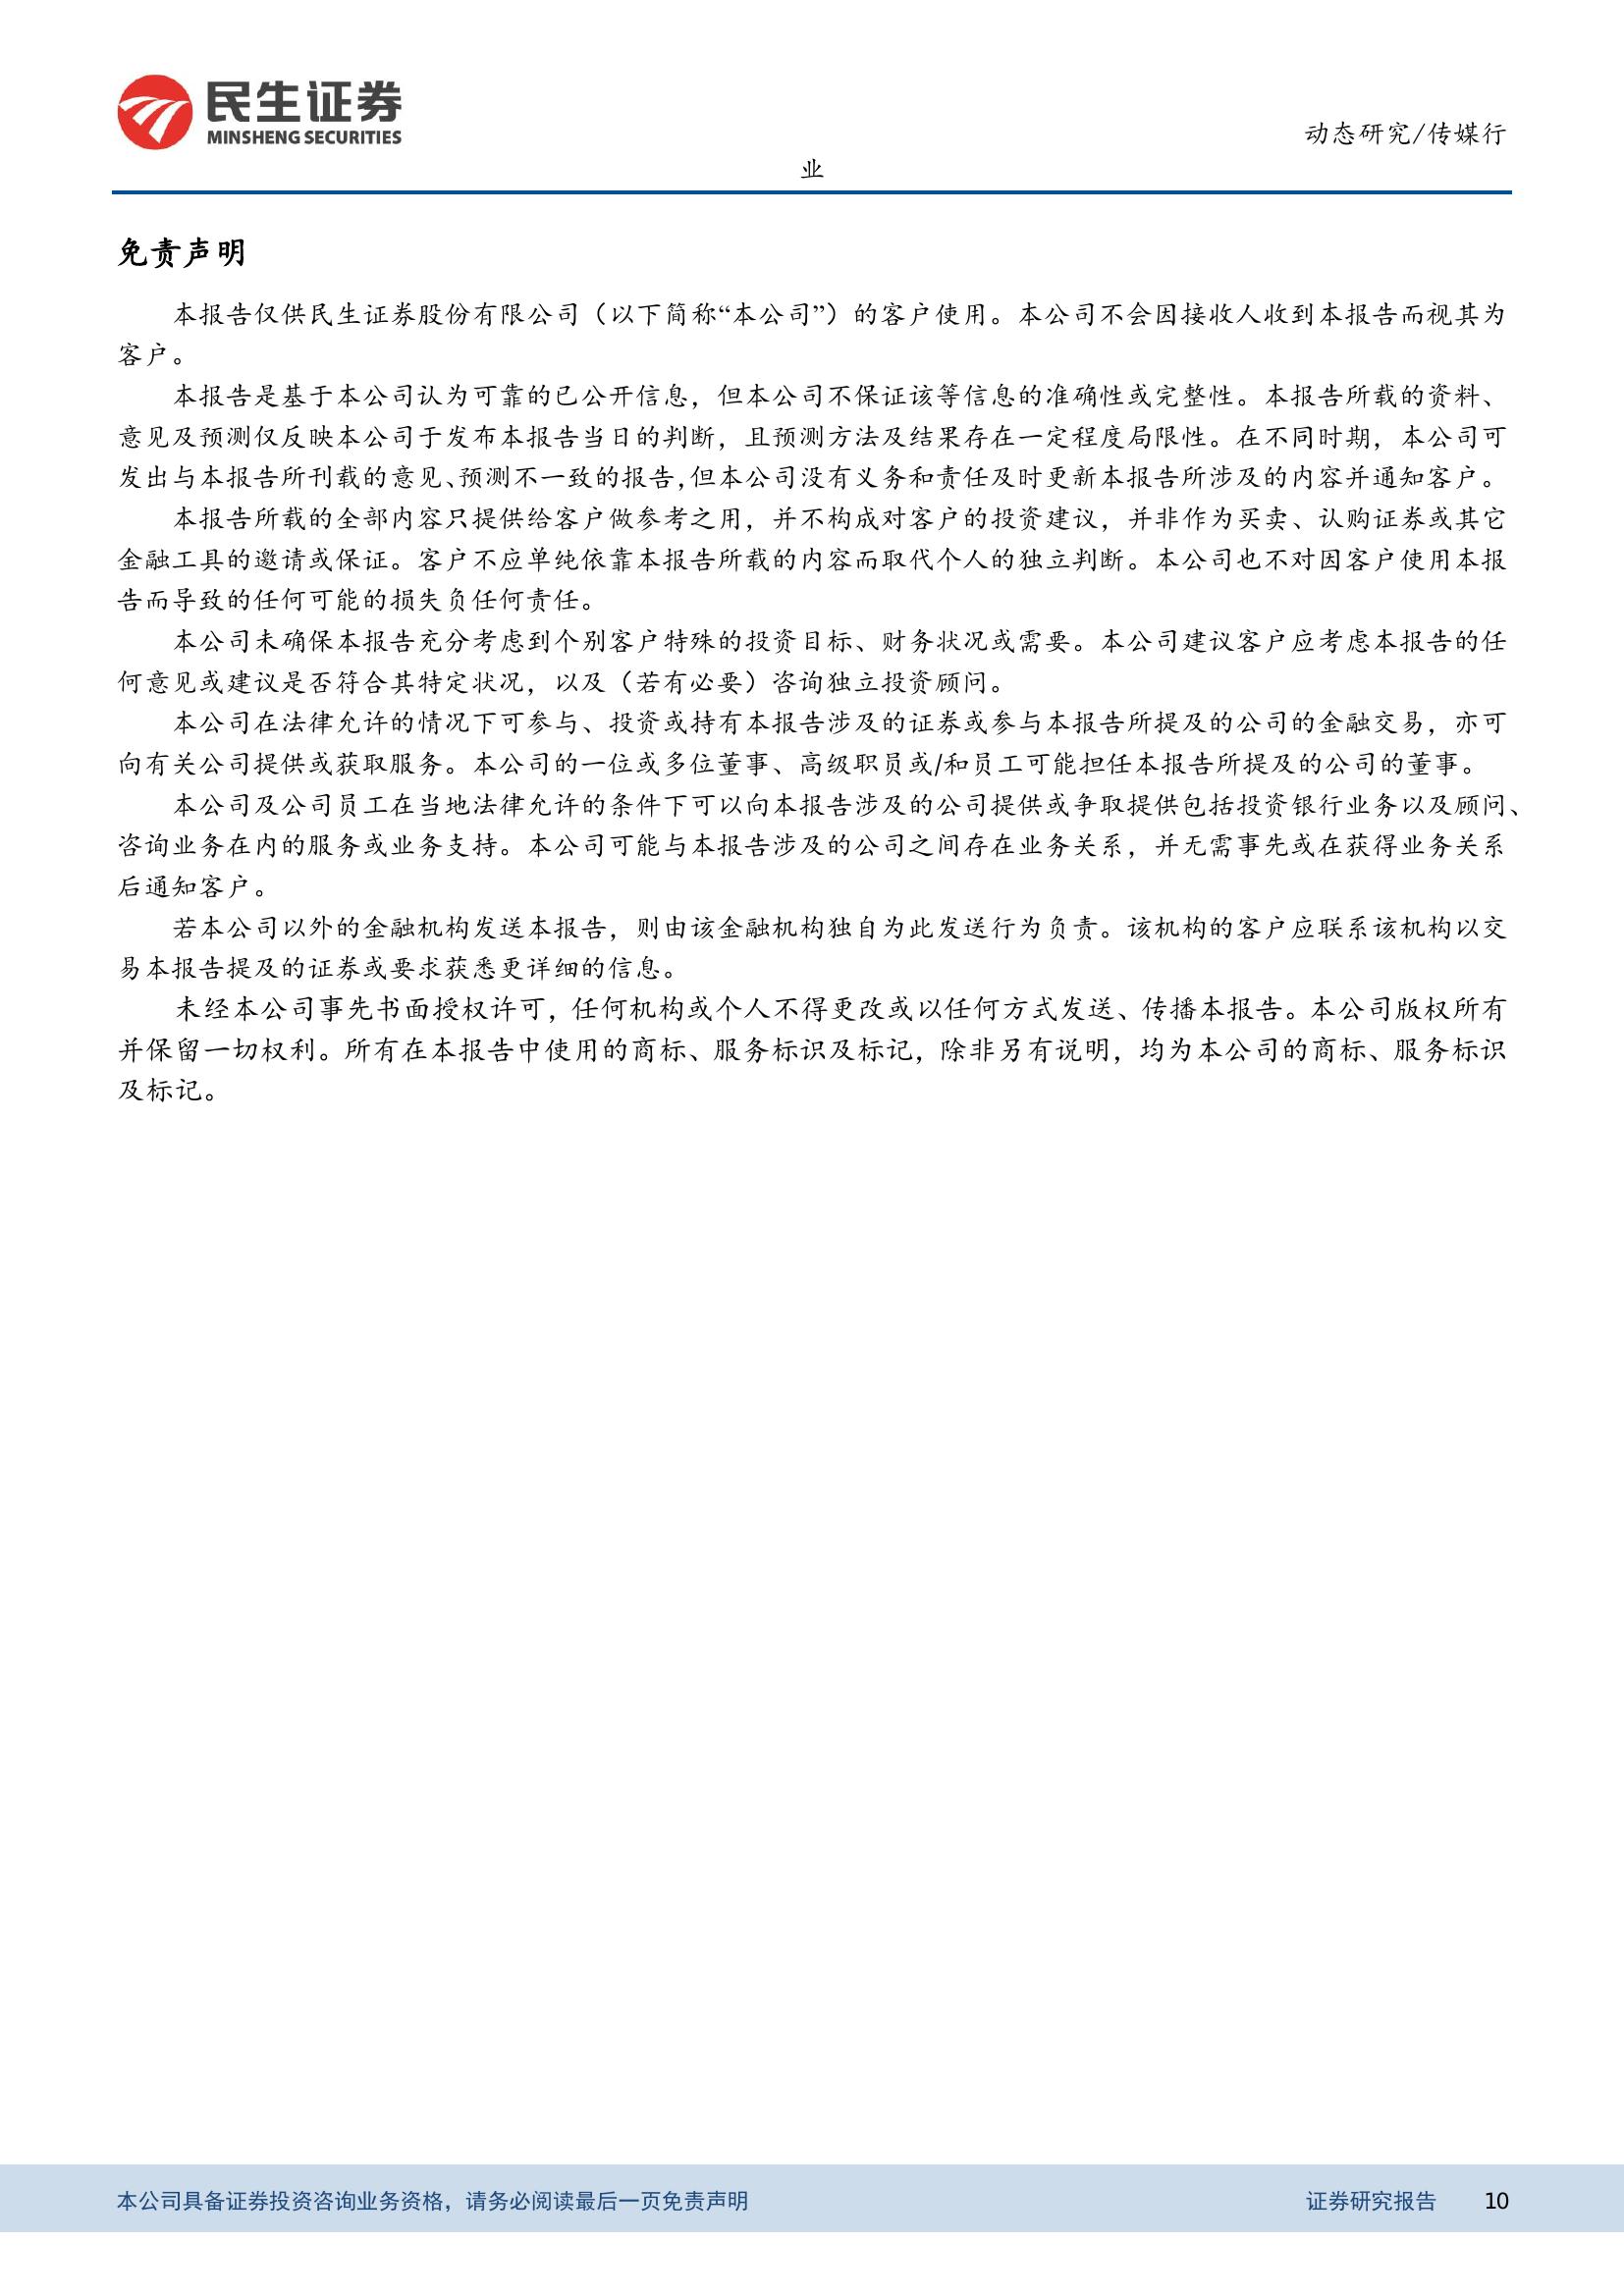 民生证券
MINSHENG SECURITIES
动态研究/传媒行
业
免责声明
本报告仅供民生证券股份有限公司（以下简称“本公司”）的客户使用。本公司不会因接收人收到本报告而视其为
客户。
本报告是基于本公司认为可靠的已公开信息，但本公司不保证该等信息的准确性或完整性。本报告所载的资料、
意见及预测仅反映本公司于发布本报告当日的判断，且预测方法及结果存在一定程度局限性。在不同时期，本公司可
发出与本报告所刊载的意见、预测不一致的报告，但本公司没有义务和责任及时更新本报告所涉及的内容并通知客户。
本报告所载的全部内容只提供给客户做参考之用，并不构成对客户的投资建议，并非作为买卖、认购证券或其它
金融工具的邀请或保证。客户不应单纯依靠本报告所载的内容而取代个人的独立判断。本公司也不对因客户使用本报
告而导致的任何可能的损失负任何责任。
本公司未确保本报告充分考虑到个别客户特殊的投资目标、财务状况或需要。本公司建议客户应考虑本报告的任
何意见或建议是否符合其特定状况，以及（若有必要）咨询独立投资顾问。
本公司在法律允许的情况下可参与、投资或持有本报告涉及的证券或参与本报告所提及的公司的金融交易，亦可
向有关公司提供或获取服务。本公司的一位或多位董事、高级职员或/和员工可能担任本报告所提及的公司的董事。
本公司及公司员工在当地法律允许的条件下可以向本报告涉及的公司提供或争取提供包括投资银行业务以及顾问、
咨询业务在内的服务或业务支持。本公司可能与本报告涉及的公司之间存在业务关系，并无需事先或在获得业务关系
后通知客户。
若本公司以外的金融机构发送本报告，则由该金融机构独自为此发送行为负责。该机构的客户应联系该机构以交
易本报告提及的证券或要求获悉更详细的信息。
未经本公司事先书面授权许可，任何机构或个人不得更改或以任何方式发送、传播本报告。本公司版权所有
并保留一切权利。所有在本报告中使用的商标、服务标识及标记，除非另有说明，均为本公司的商标、服务标识
及标记。
本公司具备证券投资咨询业务资格，请务必阅读最后一页免责声明 证券研究报告 10